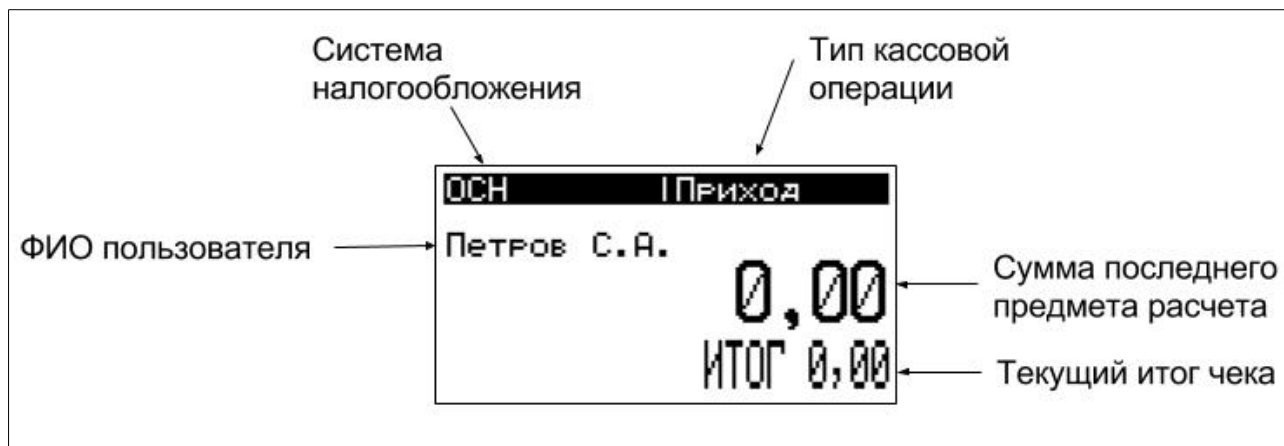 Система
налогообложения
Тип кассовой
операции
ОСН |Приход
ФИО пользователя
Петров С.А.
0,00
Сумма последнего
предмета расчета
ИТОГ 0,00
Текущий итог чека